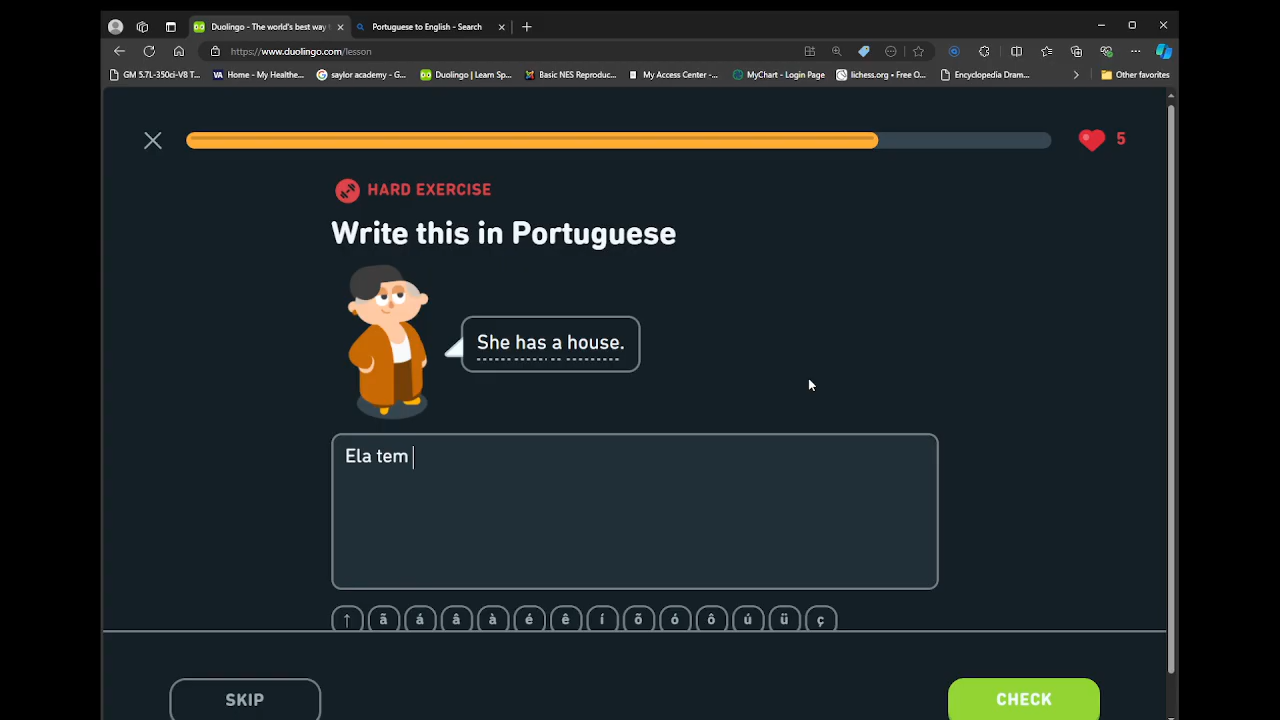 Duolingo - The world's best way t
Portuguese to English - Search
https://www.duolingo.com/lesson
GM 5.7L-350ci-V8 T...
VA Home - My Healthe...
saylor academy - G...
Duolingo | Learn Sp...
Basic NES Reproduc...
My Access Center -...
MyChart - Login Page
lichess.org • Free O...
Encyclopedia Dram...
Other favorites
5
HARD EXERCISE
Write this in Portuguese
She has a house.
Ela tem
↑ ã á â à é ê í õ ó ô ú ü ç
SKIP
CHECK